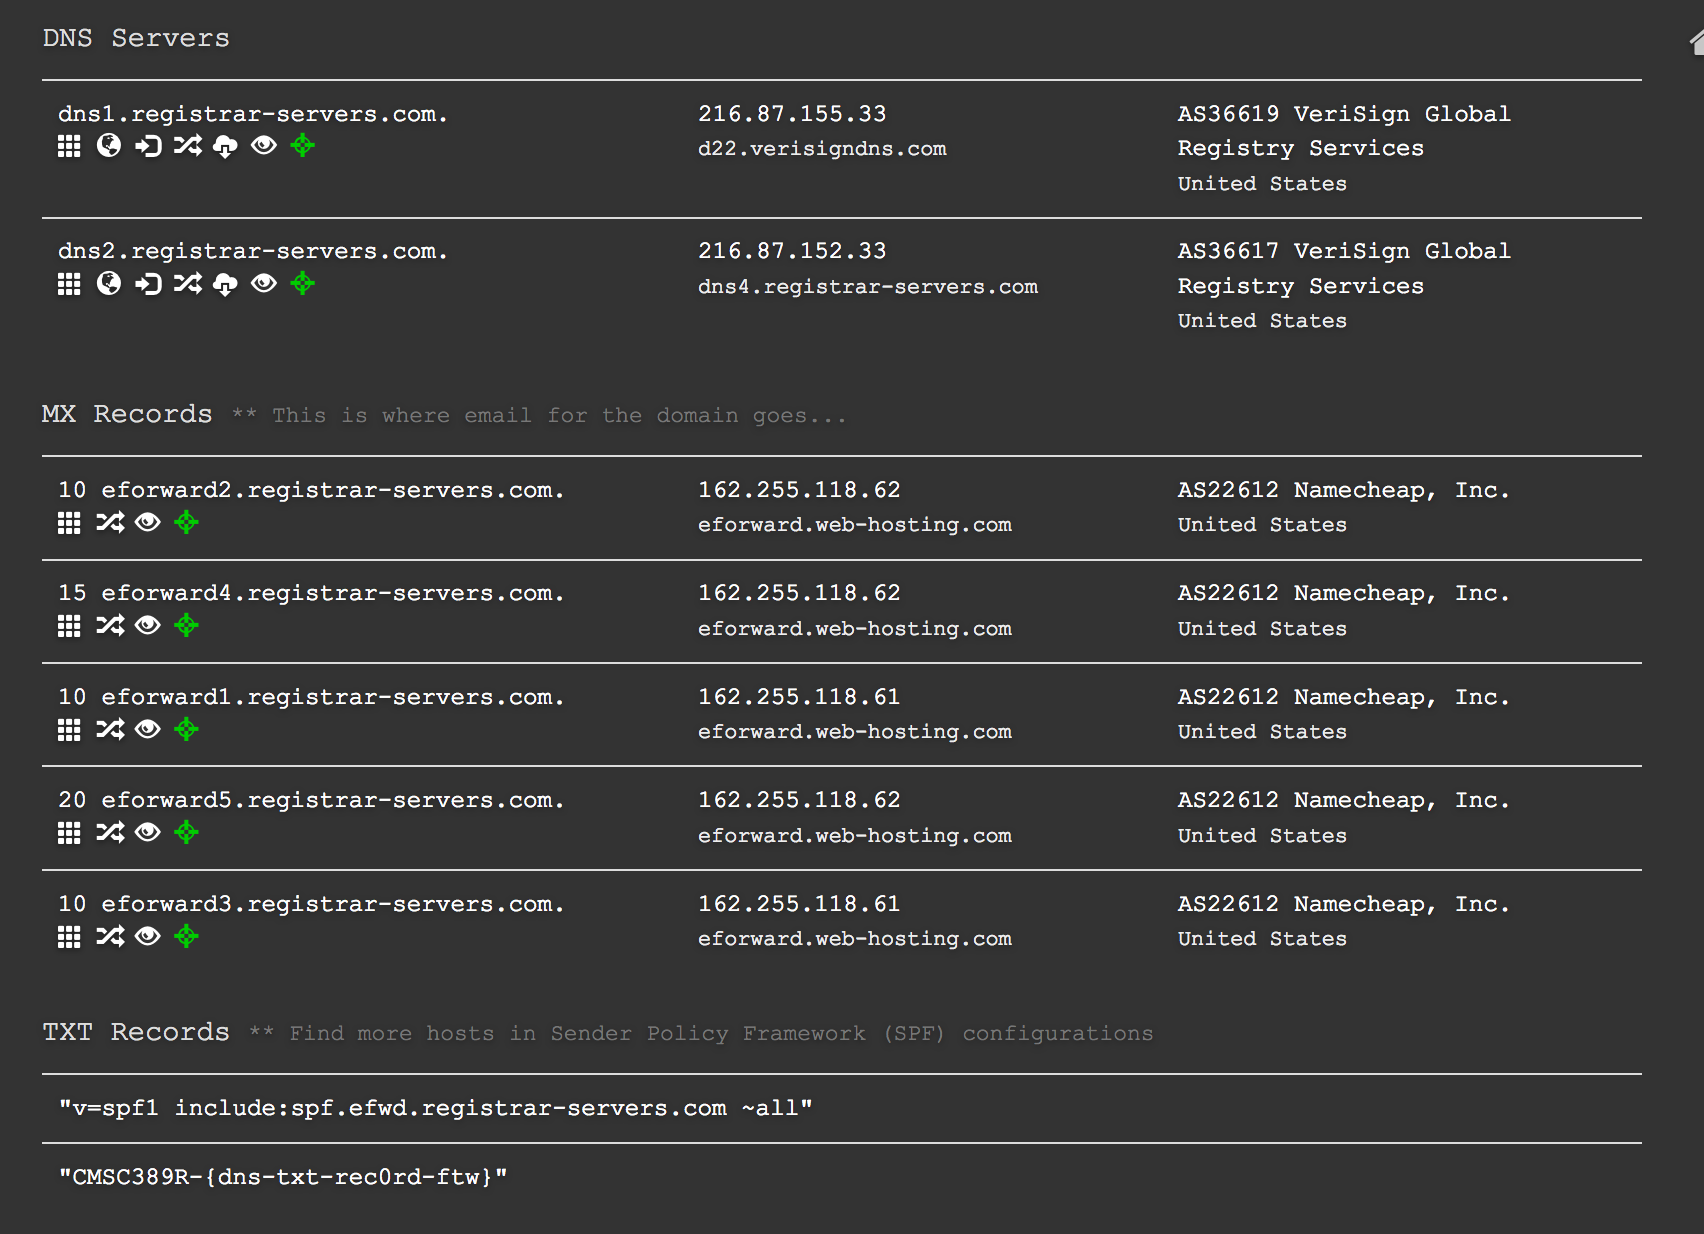 DNS Servers
dns1.registrar-servers.com. 216.87.155.33 AS36619 VeriSign Global
d22.verisigndns.com Registry Services
United States
dns2.registrar-servers.com. 216.87.152.33 AS36617 VeriSign Global
dns4.registrar-servers.com Registry Services
United States
MX Records ** This is where email for the domain goes...
10 eforward2.registrar-servers.com. 162.255.118.62 AS22612 Namecheap, Inc.
eforward.web-hosting.com United States
15 eforward4.registrar-servers.com. 162.255.118.62 AS22612 Namecheap, Inc.
eforward.web-hosting.com United States
10 eforward1.registrar-servers.com. 162.255.118.61 AS22612 Namecheap, Inc.
eforward.web-hosting.com United States
20 eforward5.registrar-servers.com. 162.255.118.62 AS22612 Namecheap, Inc.
eforward.web-hosting.com United States
10 eforward3.registrar-servers.com. 162.255.118.61 AS22612 Namecheap, Inc.
eforward.web-hosting.com United States
TXT Records ** Find more hosts in Sender Policy Framework (SPF) configurations
"v=spf1 include:spf.efwd.registrar-servers.com ~all"
"CMSC389R-{dns-txt-rec0rd-ftw}"